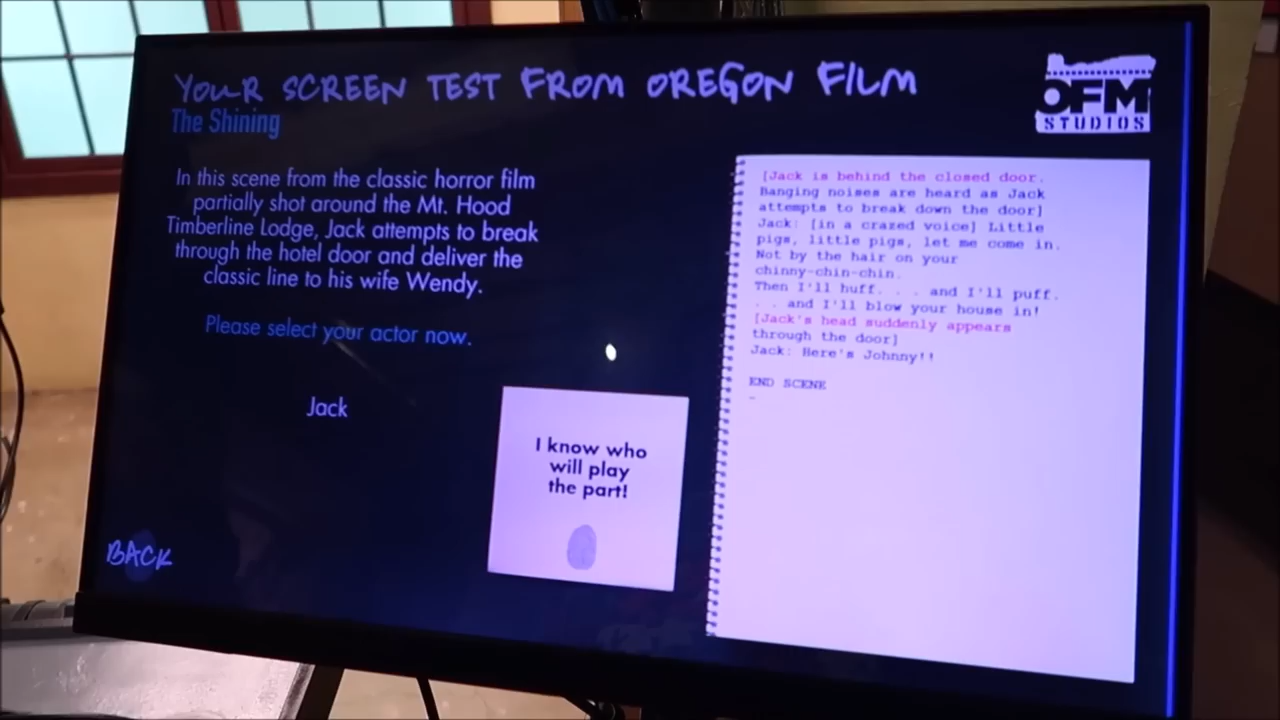 YOUR SCREEN TEST FROM OREGON FILM
The Shining
OFM
STUDIOS
In this scene from the classic horror film
partially shot around the Mt. Hood
Timberline Lodge, Jack attempts to break
through the hotel door and deliver the
classic line to his wife Wendy.
Please select your actor now.
Jack
I know who
will play
the part!
BACK
[Jack is behind the closed door.
Banging noises are heard as Jack
attempts to break down the door]
Jack: [in a crazed voice] Little
pigs, little pigs, let me come in.
Not by the hair on your
chinny-chin-chin.
Then I'll huff. . . and I'll puff.
. . and I'll blow your house in!
[Jack's head suddenly appears
through the door]
Jack: Here's Johnny!!
END SCENE